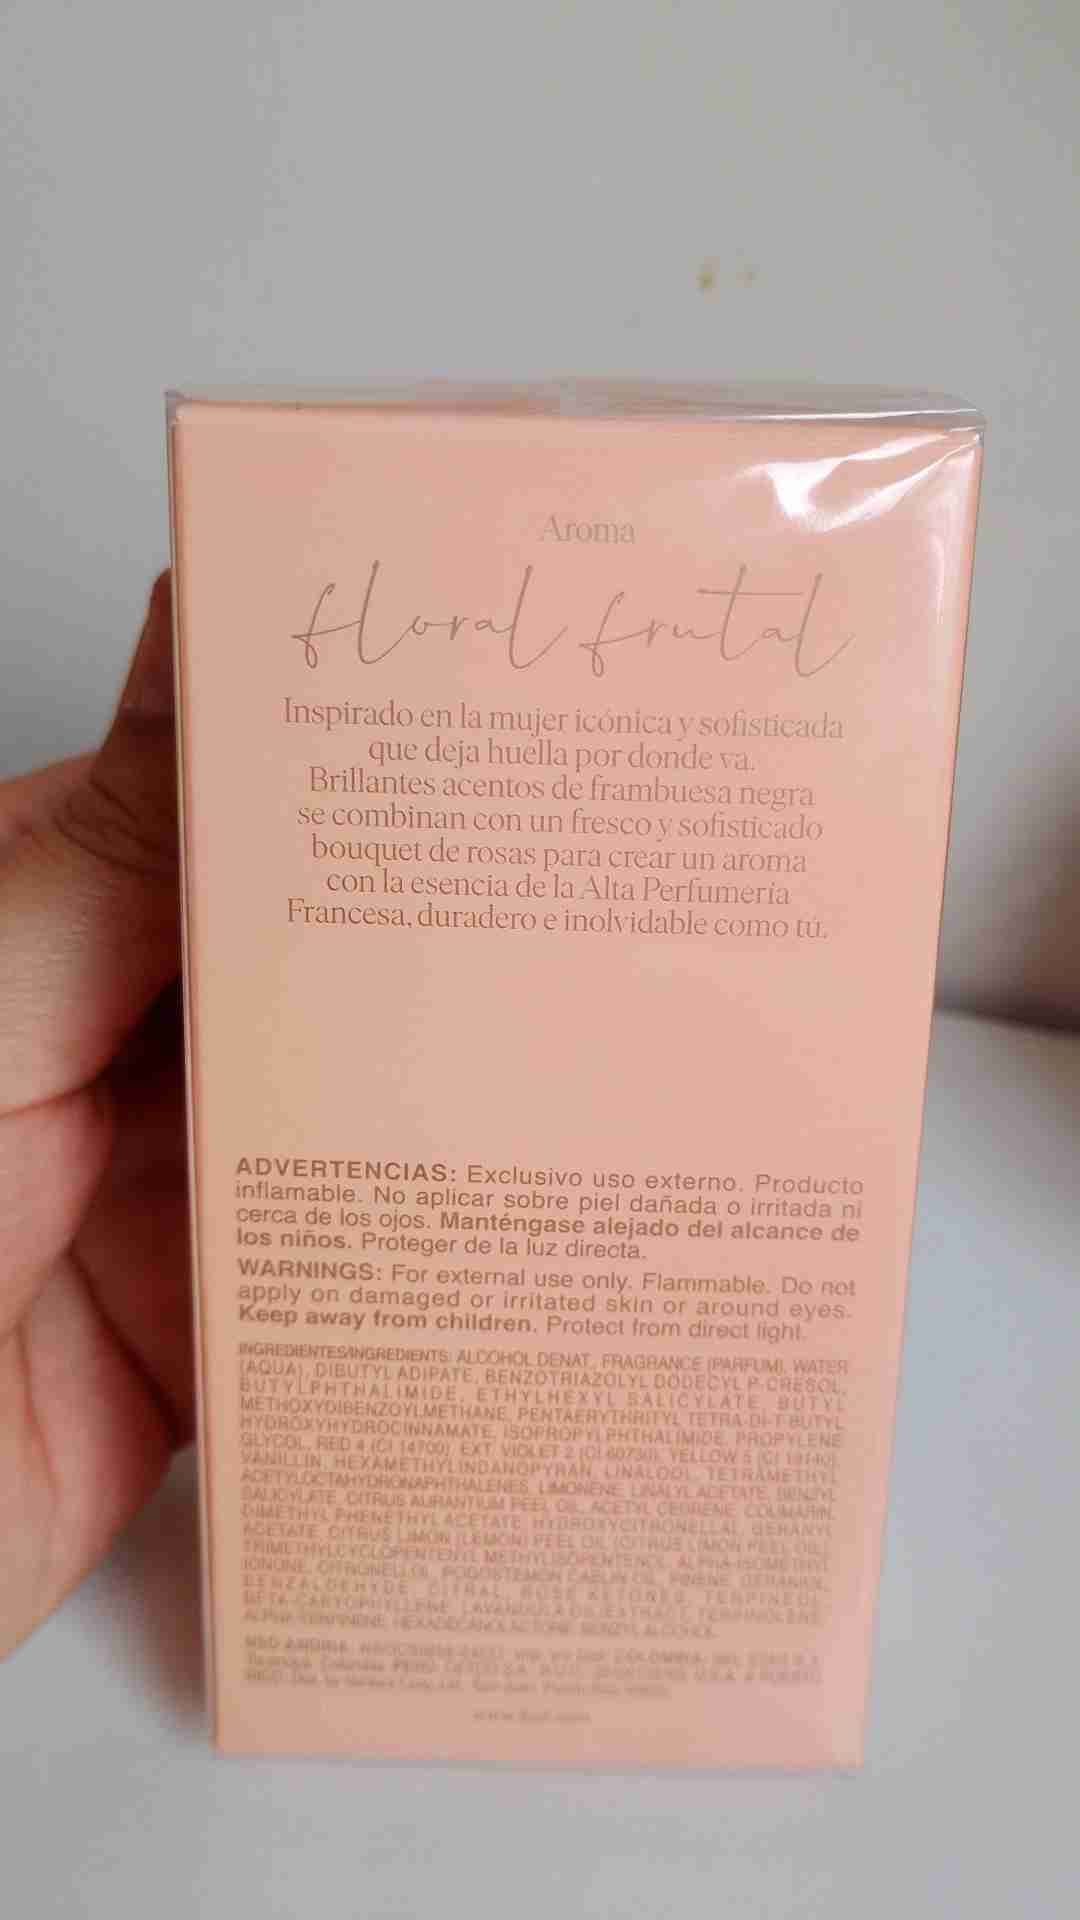 Aroma
floral frutal
Inspirado en la mujer icónica y sofisticada
que deja huella por donde va.
Brillantes acentos de frambuesa negra
se combinan con un fresco y sofisticado
bouquet de rosas para crear un aroma
con la esencia de la Alta Perfumería
Francesa, duradero e inolvidable como tú.
ADVERTENCIAS: Exclusivo uso externo. Producto
inflamable. No aplicar sobre piel dañada o irritada ni
cerca de los ojos. Manténgase alejado del alcance de
los niños. Proteger de la luz directa.
WARNINGS: For external use only. Flammable. Do not
apply on damaged or irritated skin or around eyes.
Keep away from children. Protect from direct light.
INGREDIENTES/INGREDIENTS: ALCOHOL DENAT., FRAGRANCE (PARFUM), WATER
(AQUA), DIBUTYL ADIPATE, BENZOTRIAZOLYL DODECYL P-CRESOL,
BUTYLPHTHALIMIDE, ETHYLHEXYL SALICYLATE, BUTYL
METHOXYDIBENZOYLMETHANE, PENTAERYTHRITYL TETRA-DI-T-BUTYL
HYDROXYHYDROCINNAMATE, ISOPROPYLPHTHALIMIDE, PROPYLENE
GLYCOL, RED 4 (CI 14700), EXT. VIOLET 2 (CI 60730), YELLOW 5 (CI 19140),
VANILLIN, HEXAMETHYLINDANOPYRAN, LINALOOL, TETRAMETHYL
ACETYLOCTAHYDRONAPHTHALENES, LIMONENE, LINALYL ACETATE, BENZYL
SALICYLATE, CITRUS AURANTIUM PEEL OIL, ACETYL CEDRENE, COUMARIN,
DIMETHYL PHENETHYL ACETATE, HYDROXYCITRONELLAL, GERANYL
ACETATE, CITRUS LIMON (LEMON) PEEL OIL (CITRUS LIMON PEEL OIL),
TRIMETHYLCYCLOPENTENYL METHYLISOPENTENOL, ALPHA-ISOMETHYL
IONONE, CITRONELLOL, POGOSTEMON CABLIN OIL, PINENE, GERANIOL,
BENZALDEHYDE, CITRAL, ROSE KETONES, TERPINEOL,
BETA-CARYOPHYLLENE, LAVANDULA OIL/EXTRACT, TERPINOLENE,
ALPHA-TERPINENE, HEXADECANOLACTONE, BENZYL ALCOHOL.
COLOMBIA: